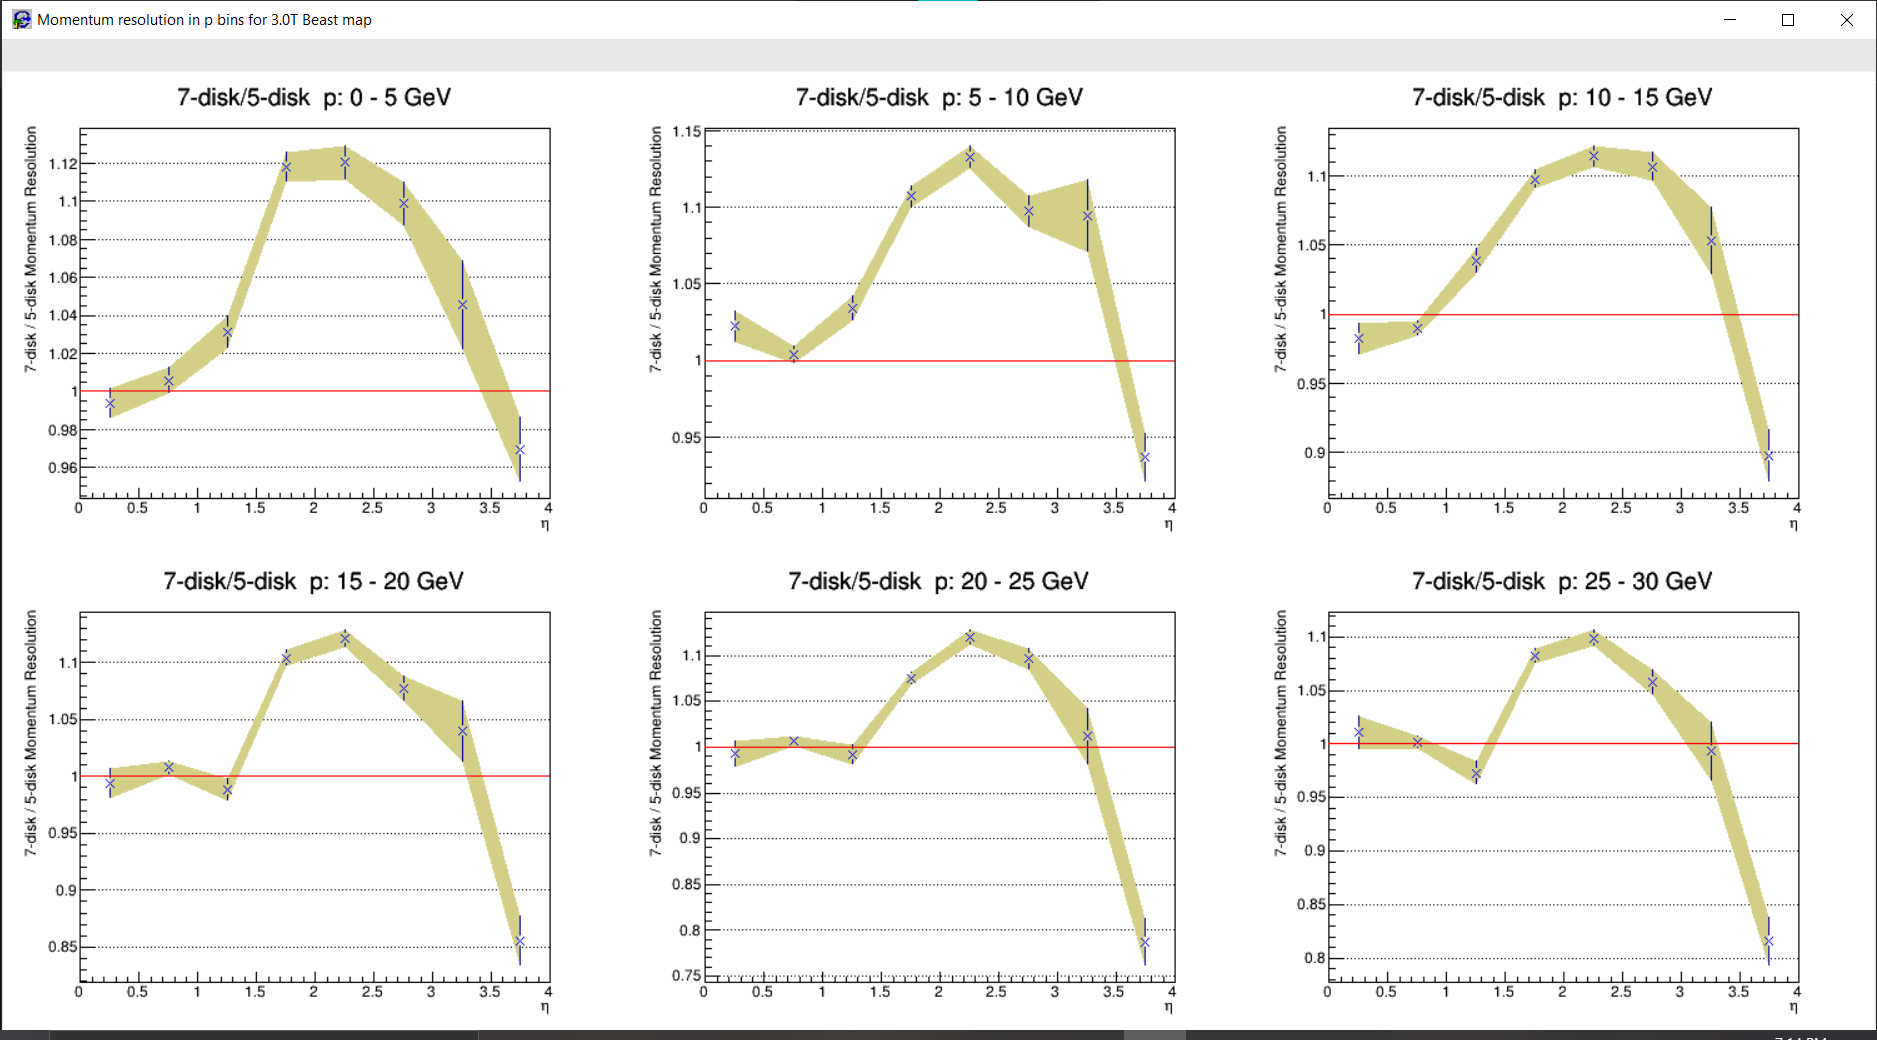 Momentum resolution in p bins for 3.0T Beast map
7-disk/5-disk  p: 0 - 5 GeV
7-disk / 5-disk Momentum Resolution
1.12
1.1
1.08
1.06
1.04
1.02
1
0.98
0.96
0 0.5 1 1.5 2 2.5 3 3.5 4
η
7-disk/5-disk  p: 5 - 10 GeV
7-disk / 5-disk Momentum Resolution
1.15
1.1
1.05
1
0.95
0 0.5 1 1.5 2 2.5 3 3.5 4
η
7-disk/5-disk  p: 10 - 15 GeV
7-disk / 5-disk Momentum Resolution
1.1
1.05
1
0.95
0.9
0 0.5 1 1.5 2 2.5 3 3.5 4
η
7-disk/5-disk  p: 15 - 20 GeV
7-disk / 5-disk Momentum Resolution
1.1
1.05
1
0.95
0.9
0.85
0 0.5 1 1.5 2 2.5 3 3.5 4
η
7-disk/5-disk  p: 20 - 25 GeV
7-disk / 5-disk Momentum Resolution
1.1
1.05
1
0.95
0.9
0.85
0.8
0.75
0 0.5 1 1.5 2 2.5 3 3.5 4
η
7-disk/5-disk  p: 25 - 30 GeV
7-disk / 5-disk Momentum Resolution
1.1
1.05
1
0.95
0.9
0.85
0.8
0 0.5 1 1.5 2 2.5 3 3.5 4
η